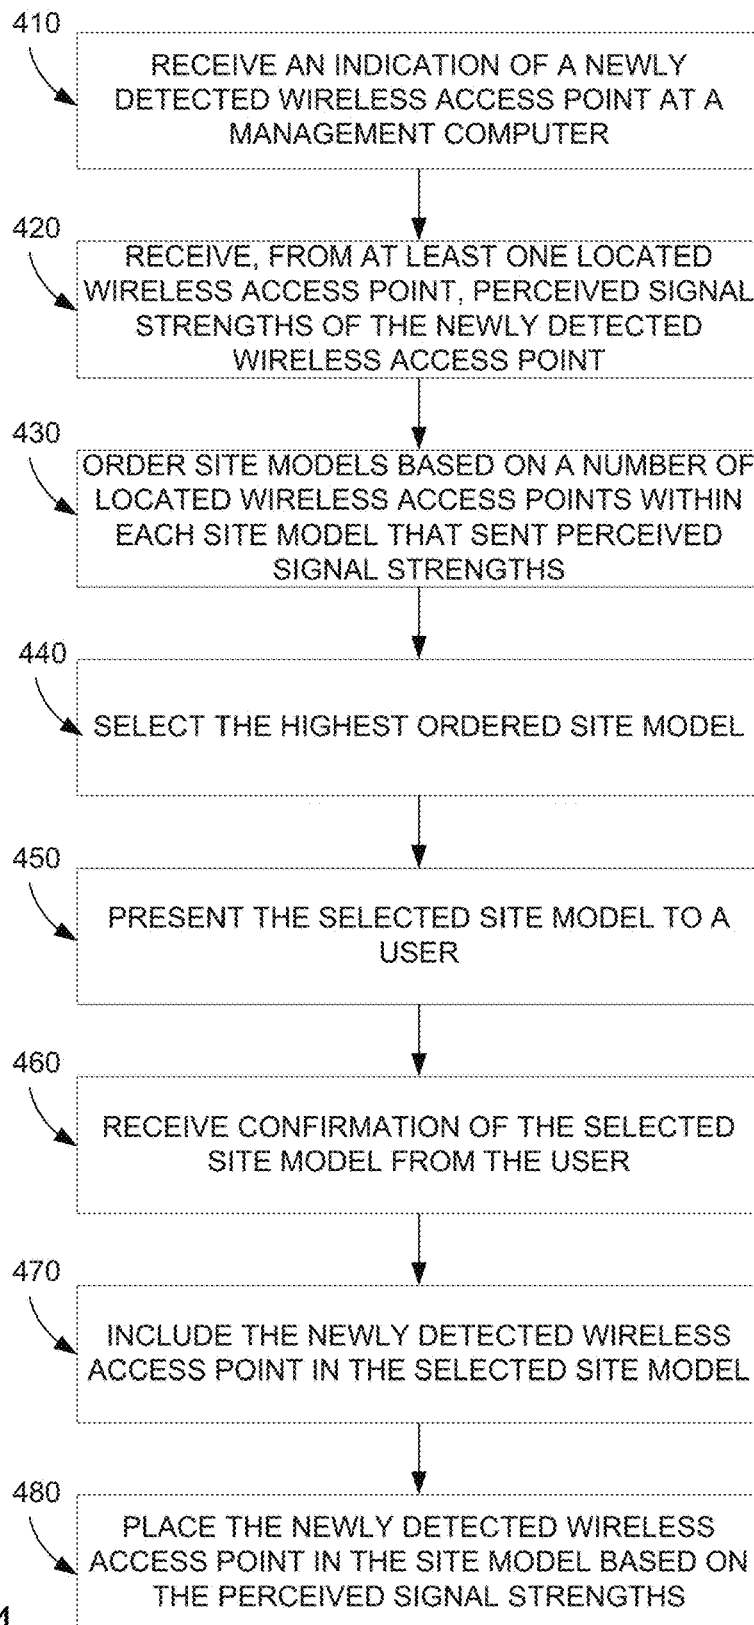 410
RECEIVE AN INDICATION OF A NEWLY
DETECTED WIRELESS ACCESS POINT AT A
MANAGEMENT COMPUTER
420
RECEIVE, FROM AT LEAST ONE LOCATED
WIRELESS ACCESS POINT, PERCEIVED SIGNAL
STRENGTHS OF THE NEWLY DETECTED
WIRELESS ACCESS POINT
430
ORDER SITE MODELS BASED ON A NUMBER OF
LOCATED WIRELESS ACCESS POINTS WITHIN
EACH SITE MODEL THAT SENT PERCEIVED
SIGNAL STRENGTHS
440
SELECT THE HIGHEST ORDERED SITE MODEL
450
PRESENT THE SELECTED SITE MODEL TO A
USER
460
RECEIVE CONFIRMATION OF THE SELECTED
SITE MODEL FROM THE USER
470
INCLUDE THE NEWLY DETECTED WIRELESS
ACCESS POINT IN THE SELECTED SITE MODEL
480
PLACE THE NEWLY DETECTED WIRELESS
ACCESS POINT IN THE SITE MODEL BASED ON
THE PERCEIVED SIGNAL STRENGTHS